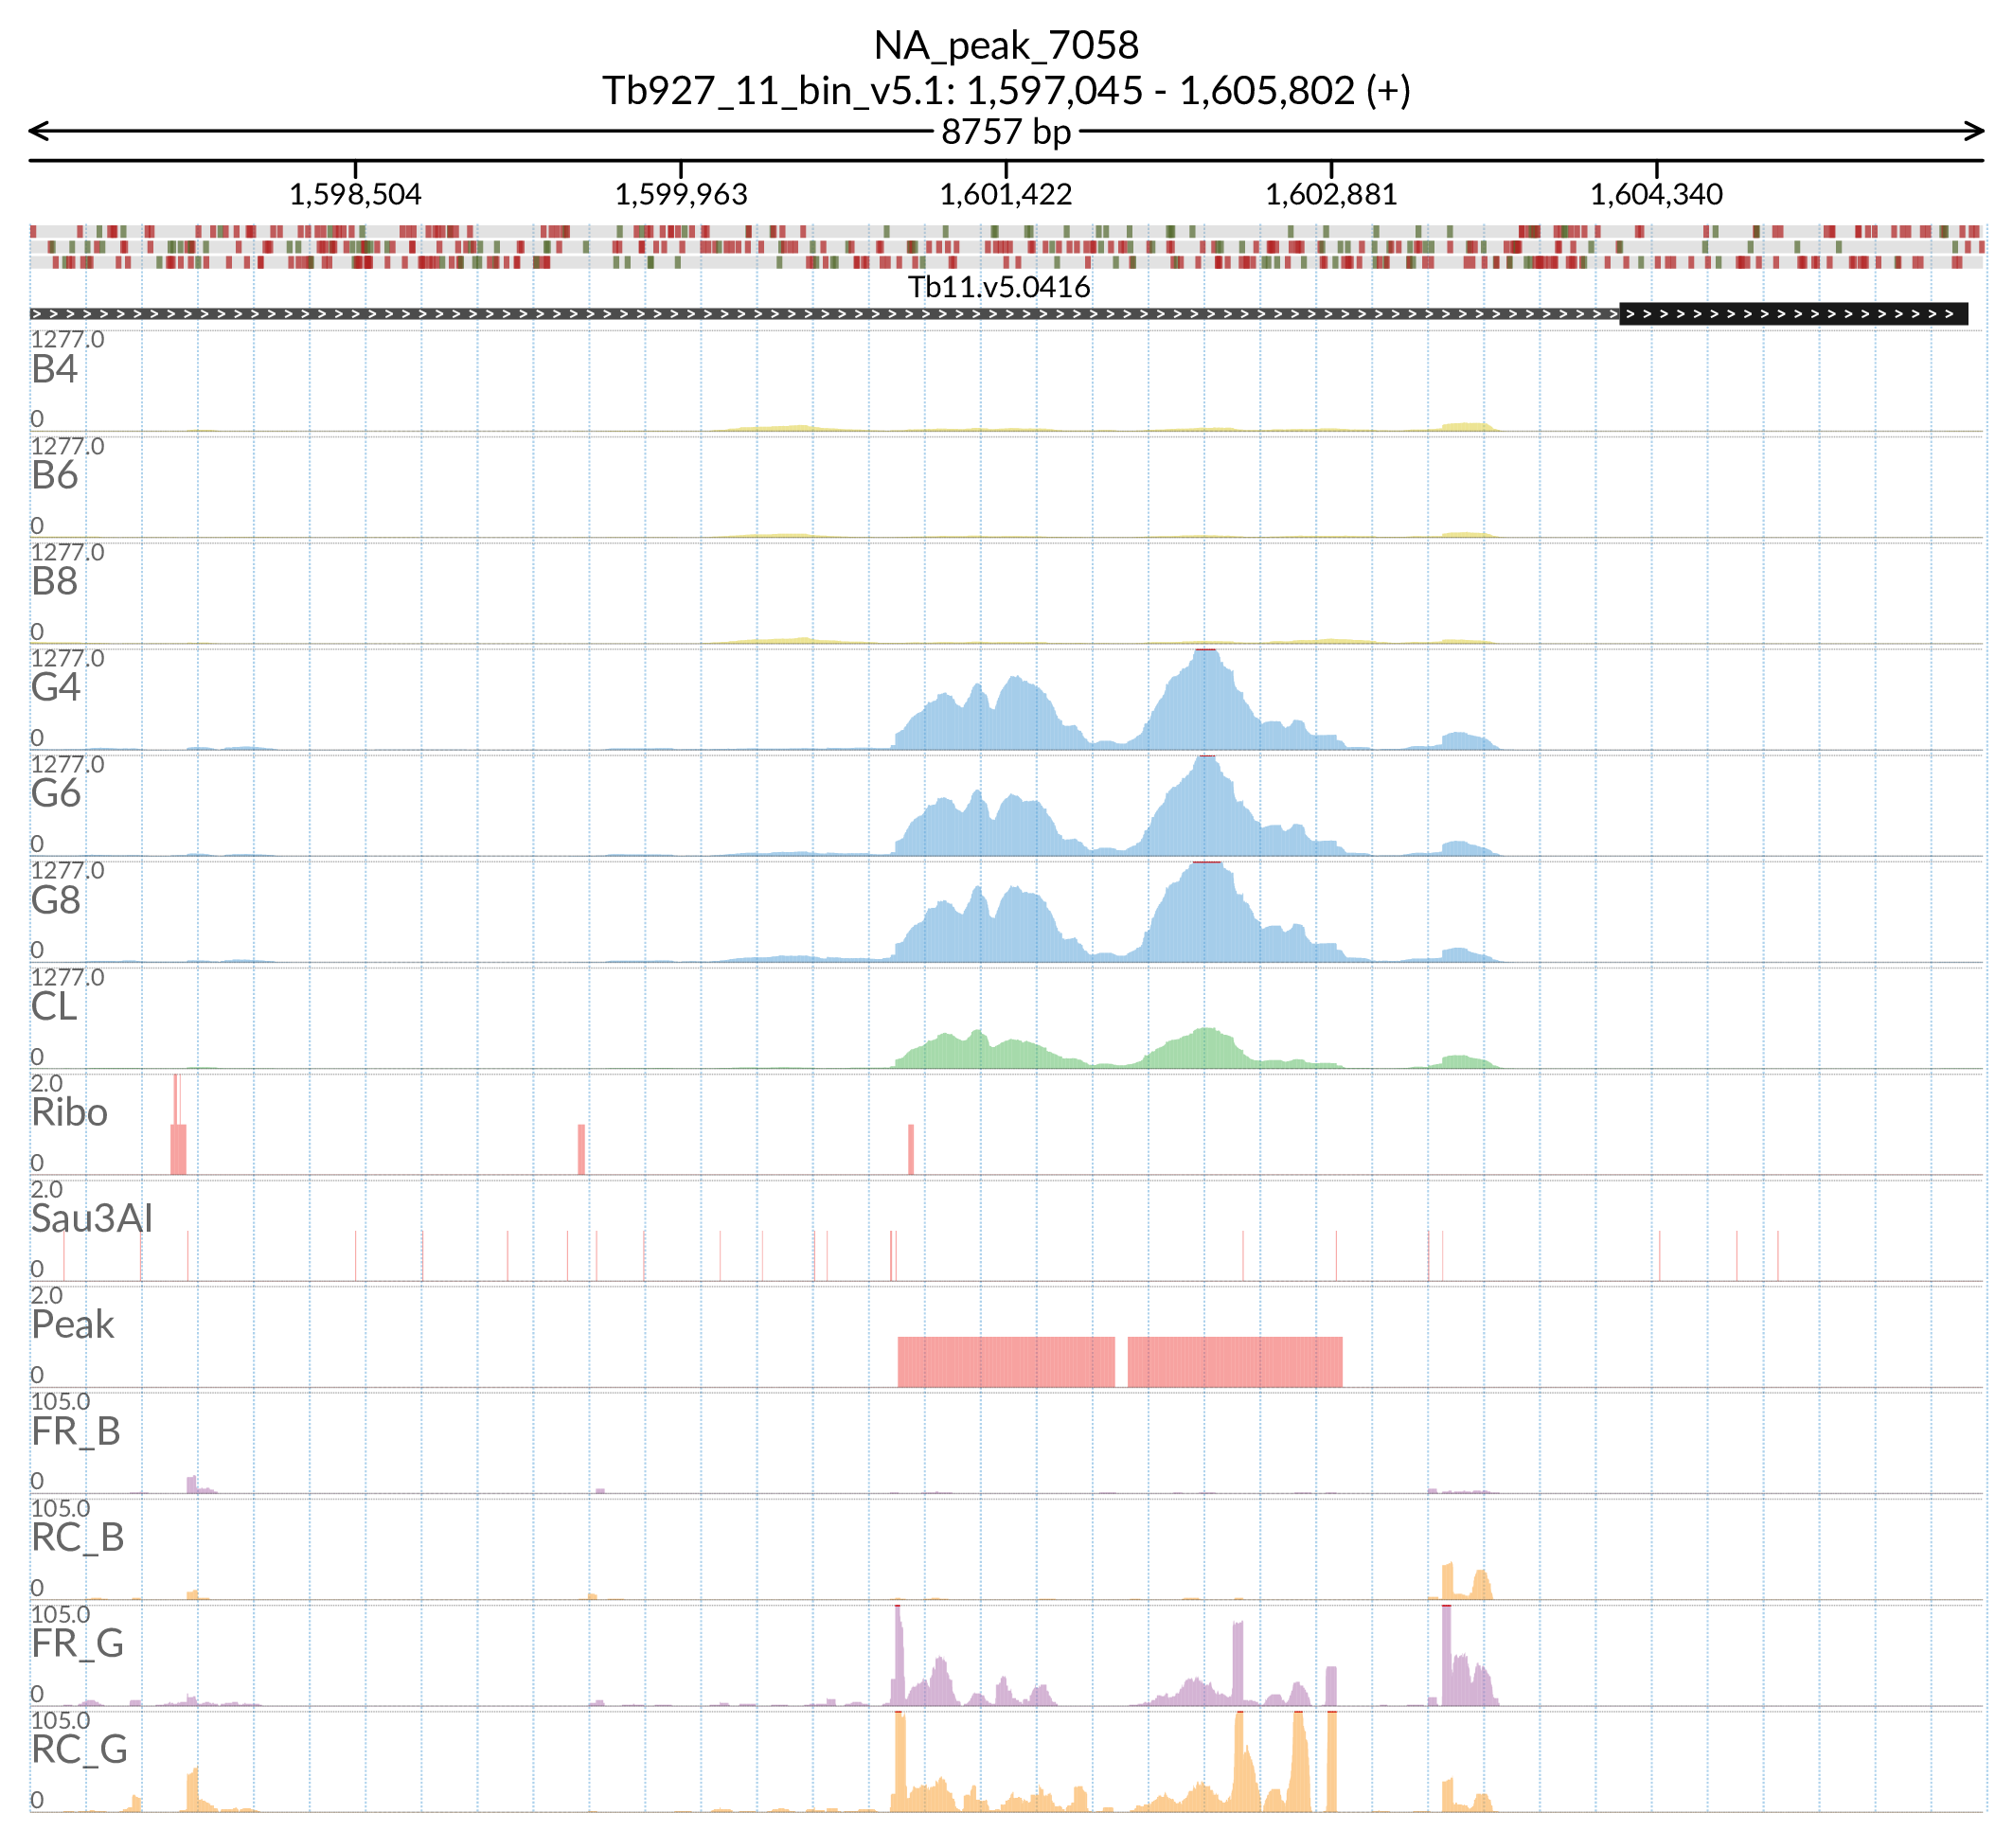 NA_peak_7058
Tb927_11_bin_v5.1: 1,597,045 - 1,605,802 (+)
8757 bp
1,598,504 1,599,963 1,601,422 1,602,881 1,604,340
Tb11.v5.0416
1277.0
B4
0
1277.0
B6
0
1277.0
B8
0
1277.0
G4
0
1277.0
G6
0
1277.0
G8
0
1277.0
CL
0
2.0
Ribo
0
2.0
Sau3AI
0
2.0
Peak
0
105.0
FR_B
0
105.0
RC_B
0
105.0
FR_G
0
105.0
RC_G
0